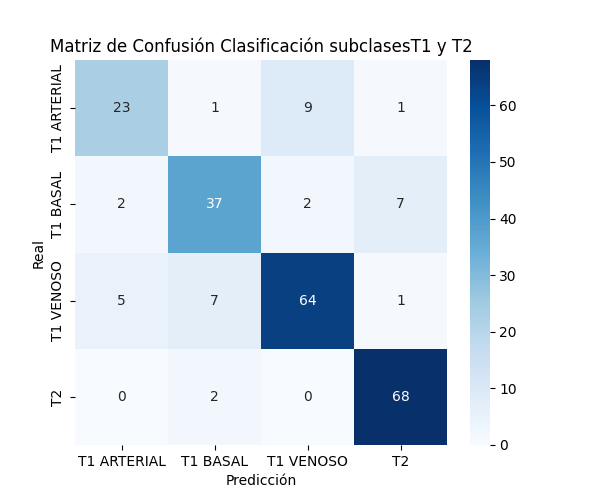 Matriz de Confusión Clasificación subclasesT1 y T2
Real
T1 ARTERIAL
23 1 9 1
T1 BASAL
2 37 2 7
T1 VENOSO
5 7 64 1
T2
0 2 0 68
T1 ARTERIAL T1 BASAL T1 VENOSO T2
Predicción
60
50
40
30
20
10
0